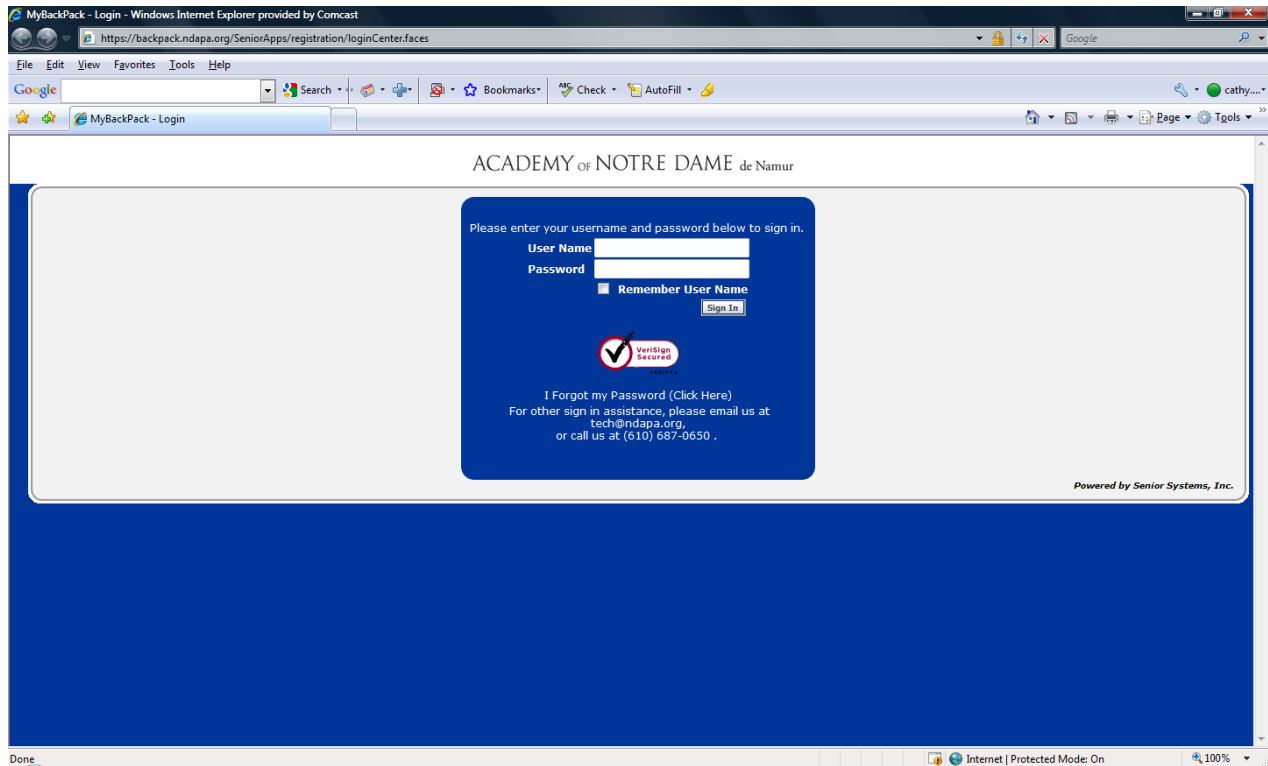 MyBackPack - Login - Windows Internet Explorer provided by Comcast
https://backpack.ndapa.org/SeniorApps/registration/loginCenter.faces
Google
File Edit View Favorites Tools Help
Google Search Bookmarks ABC Check AutoFill cathy....
MyBackPack - Login Page Tools »
ACADEMY OF NOTRE DAME de Namur
Please enter your username and password below to sign in.
User Name
Password
Remember User Name
Sign In
VeriSign
Secured
VERIFY
I Forgot my Password (Click Here)
For other sign in assistance, please email us at
tech@ndapa.org,
or call us at (610) 687-0650 .
Powered by Senior Systems, Inc.
Done Internet | Protected Mode: On 100%